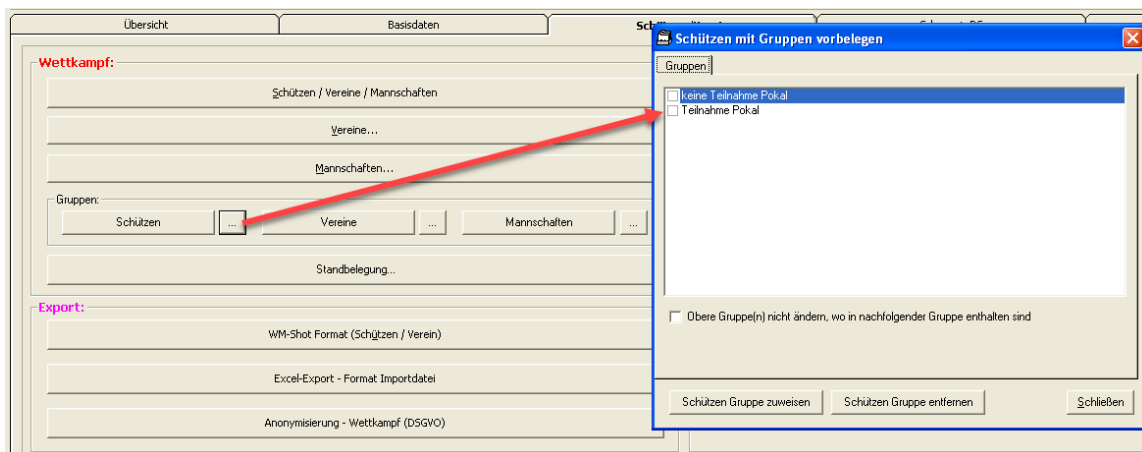 Übersicht
Basisdaten
Schützen mit Gruppen vorbelegen
Gruppen
keine Teilnahme Pokal
Teilnahme Pokal
Obere Gruppe(n) nicht ändern, wo in nachfolgender Gruppe enthalten sind
Schützen Gruppe zuweisen
Schützen Gruppe entfernen
Schließen
Wettkampf:
Schützen / Vereine / Mannschaften
Vereine...
Mannschaften...
Gruppen:
Schützen
...
Vereine
...
Mannschaften
...
Standbelegung...
Export:
WM-Shot Format (Schützen / Verein)
Excel-Export - Format Importdatei
Anonymisierung - Wettkampf (DSGVO)